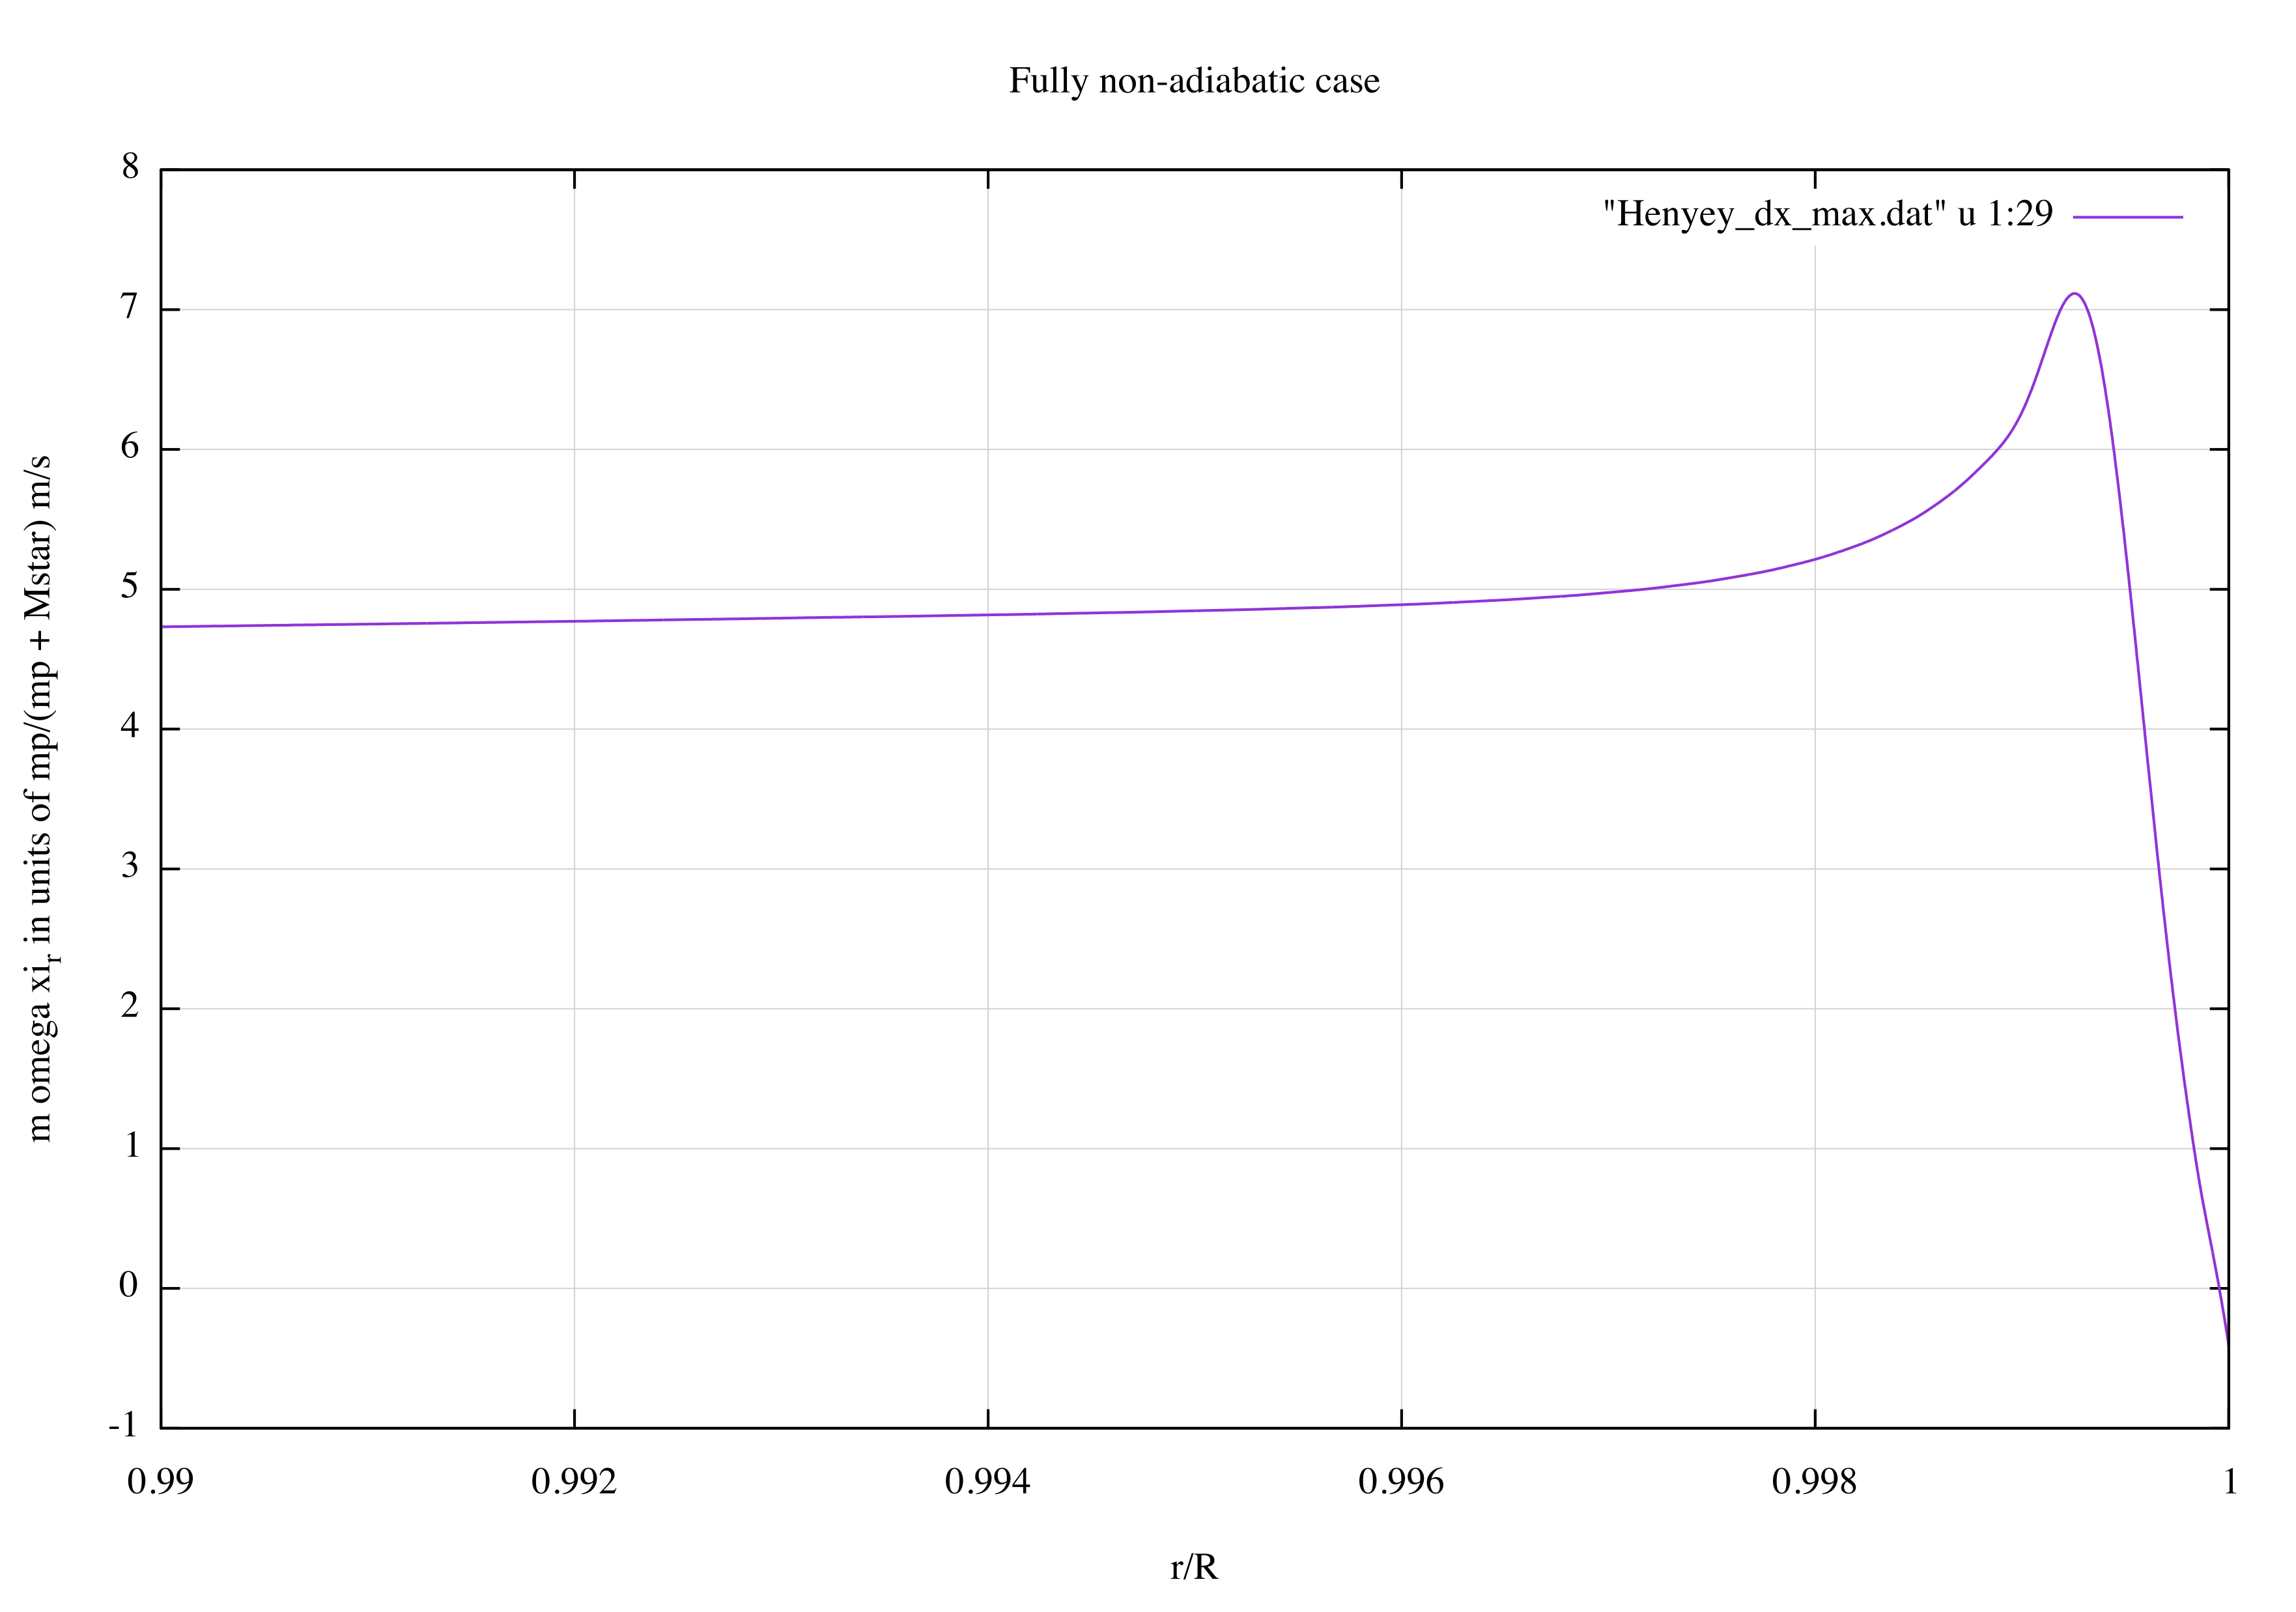 Fully non-adiabatic case
"Henyey_dx_max.dat" u 1:29
m omega xi_r in units of mp/(mp + Mstar) m/s
8
7
6
5
4
3
2
1
0
-1
0.99 0.992 0.994 0.996 0.998 1
r/R